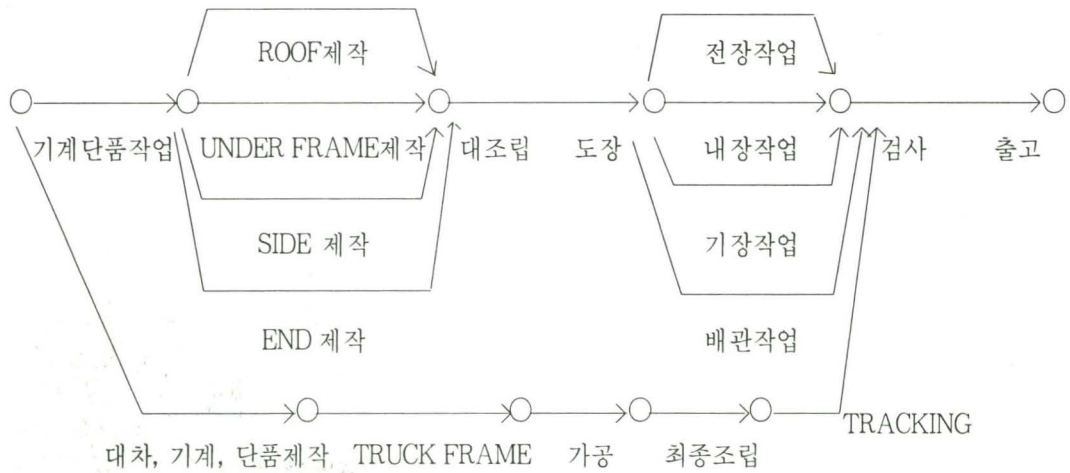 ROOF제작 전장작업
기계단품작업 UNDER FRAME제작 대조립 도장 내장작업 검사 출고
SIDE 제작 기장작업
END 제작 배관작업
TRACKING
대차, 기계, 단품제작 TRUCK FRAME 가공 최종조립